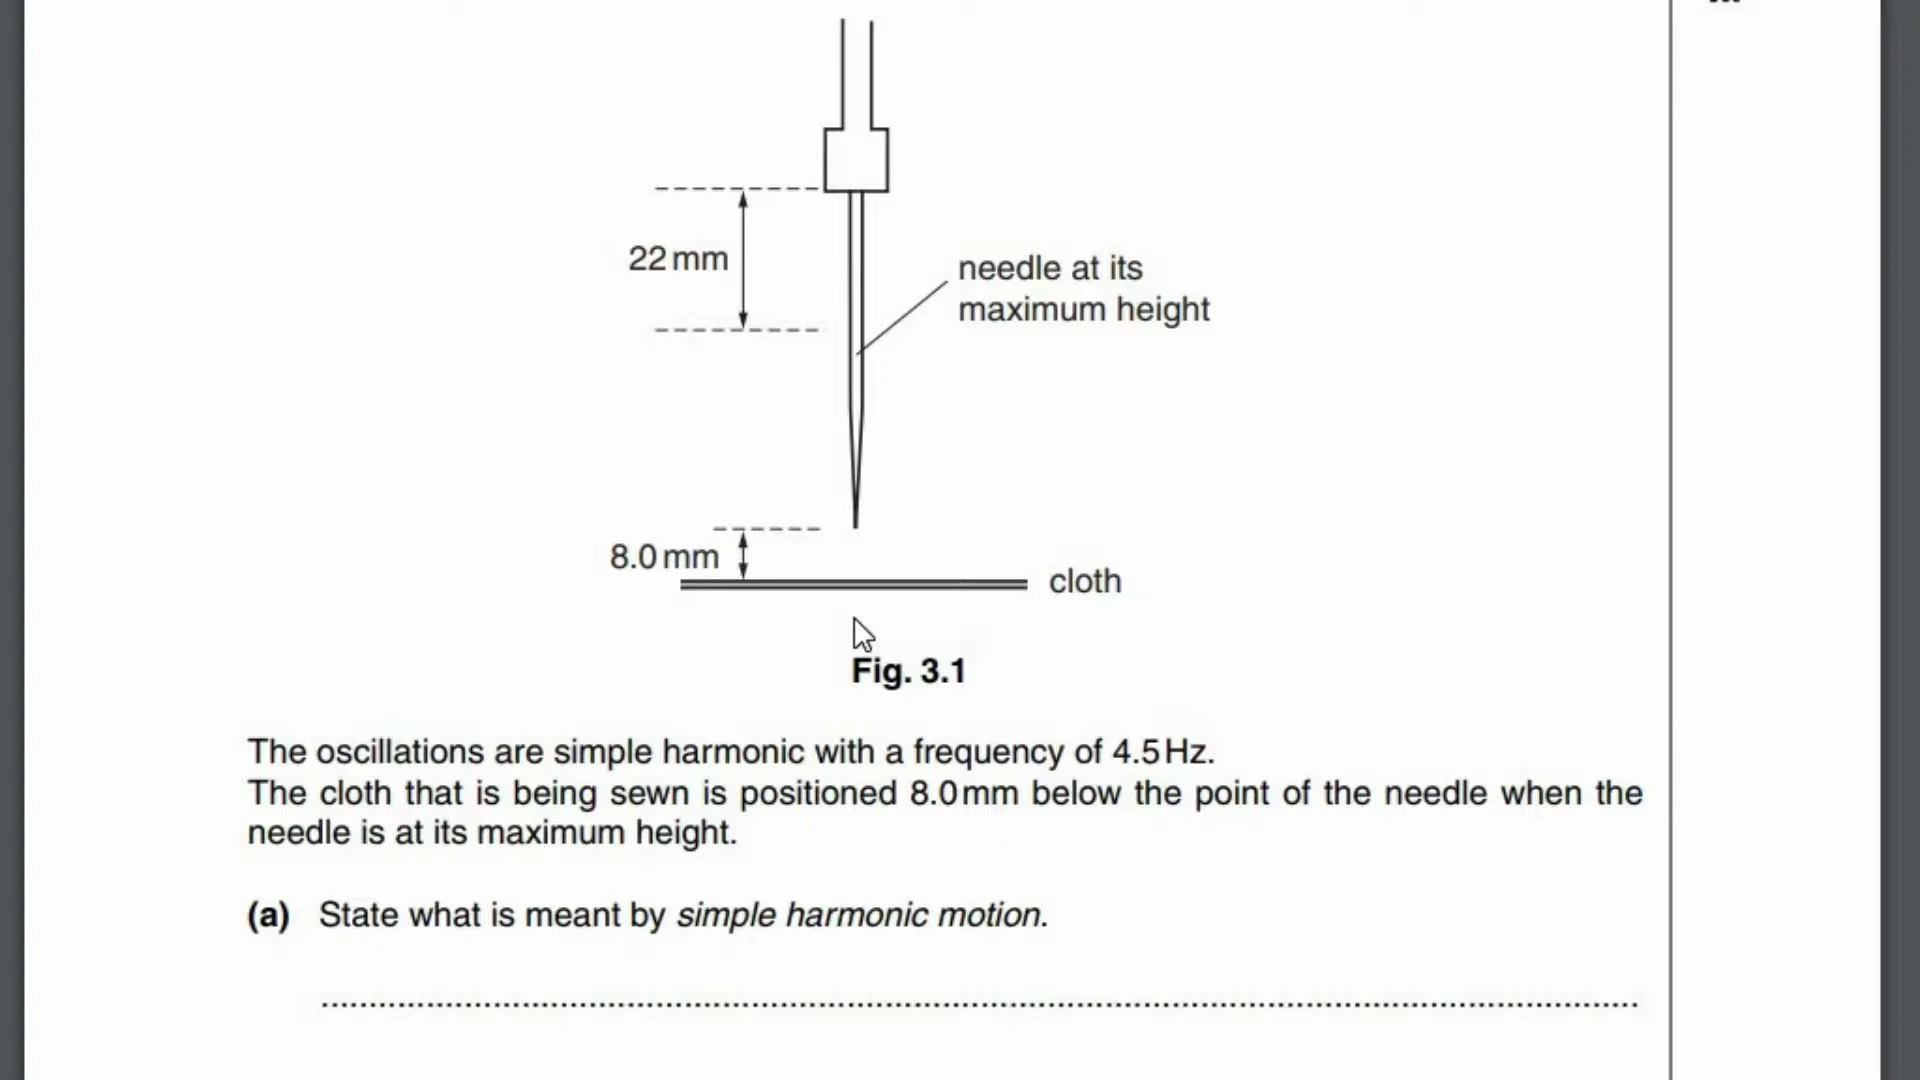 22 mm
needle at its
maximum height
8.0 mm
cloth
Fig. 3.1
The oscillations are simple harmonic with a frequency of 4.5 Hz.
The cloth that is being sewn is positioned 8.0 mm below the point of the needle when the
needle is at its maximum height.
(a) State what is meant by simple harmonic motion.